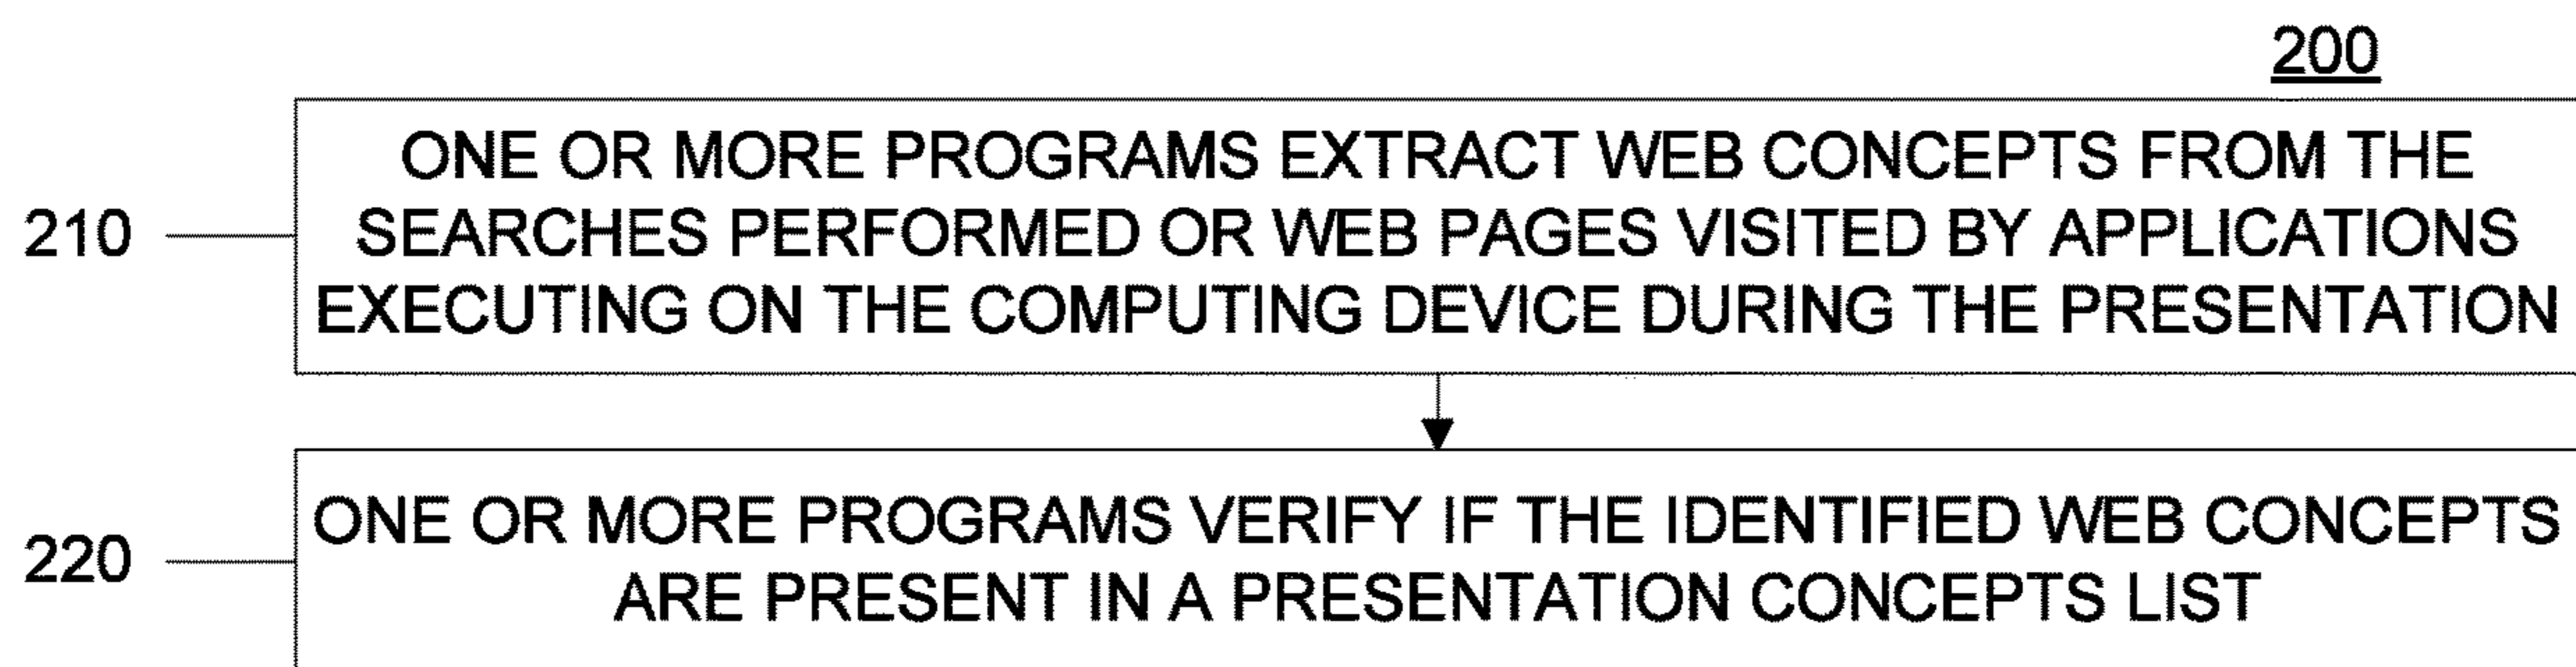 200
210
ONE OR MORE PROGRAMS EXTRACT WEB CONCEPTS FROM THE
SEARCHES PERFORMED OR WEB PAGES VISITED BY APPLICATIONS
EXECUTING ON THE COMPUTING DEVICE DURING THE PRESENTATION
220
ONE OR MORE PROGRAMS VERIFY IF THE IDENTIFIED WEB CONCEPTS
ARE PRESENT IN A PRESENTATION CONCEPTS LIST